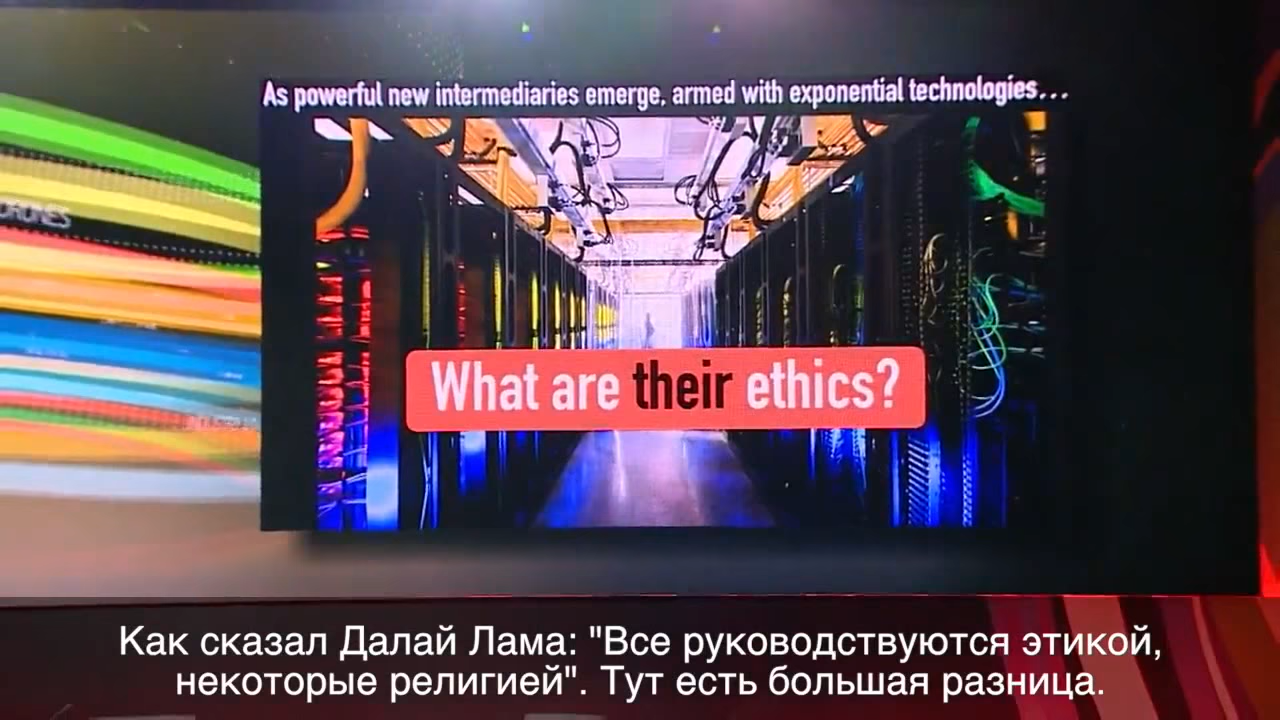 As powerful new intermediaries emerge, armed with exponential technologies...
What are their ethics?
Как сказал Далай Лама: "Все руководствуются этикой,
некоторые религией". Тут есть большая разница.